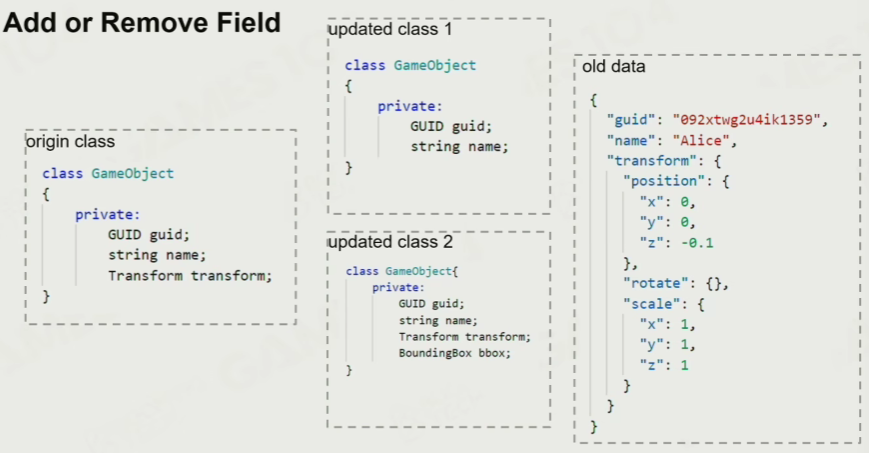 Add or Remove Field
origin class
class GameObject
{
private:
GUID guid;
string name;
Transform transform;
}
updated class 1
class GameObject
{
private:
GUID guid;
string name;
}
updated class 2
class GameObject{
private:
GUID guid;
string name;
Transform transform;
BoundingBox bbox;
}
old data
{
"guid": "092xtwg2u4ik1359",
"name": "Alice",
"transform": {
"position": {
"x": 0,
"y": 0,
"z": -0.1
},
"rotate": {},
"scale": {
"x": 1,
"y": 1,
"z": 1
}
}
}